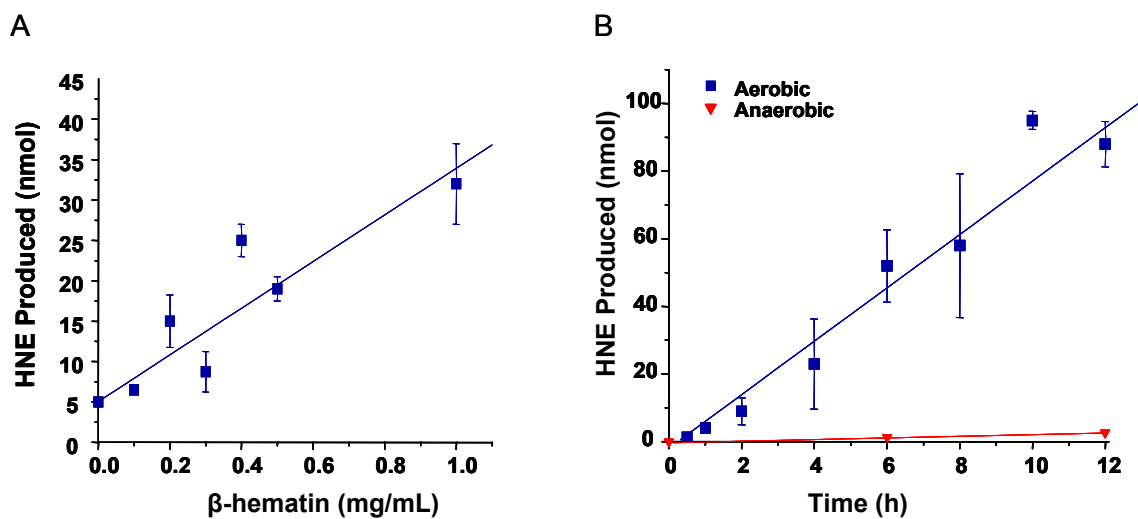 A
HNE Produced (nmol)
45
40
35
30
25
20
15
10
5
0
0.0 0.2 0.4 0.6 0.8 1.0
β-hematin (mg/mL)
B
HNE Produced (nmol)
Aerobic
Anaerobic
100
80
60
40
20
0
0 2 4 6 8 10 12
Time (h)